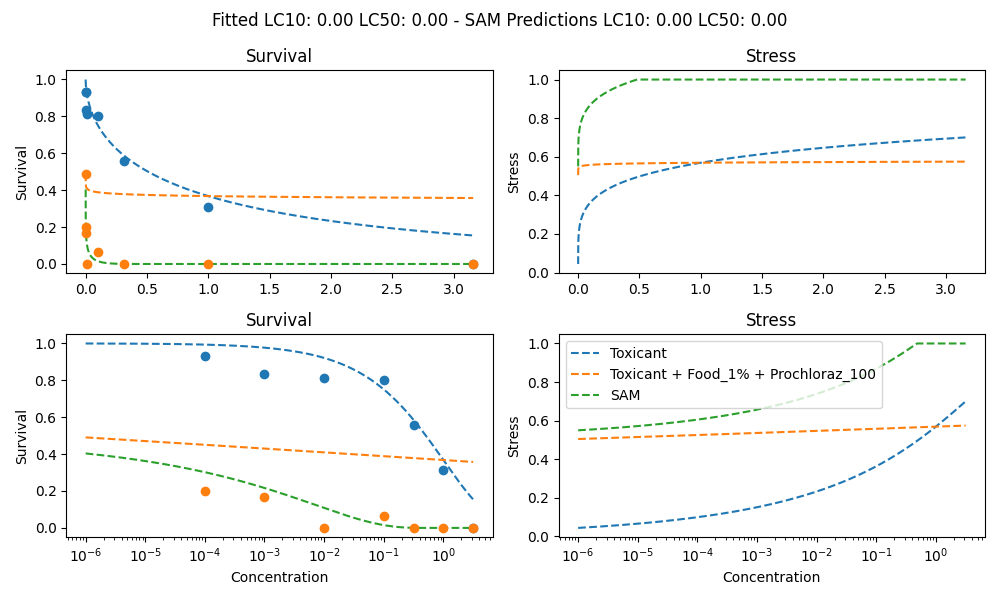 Fitted LC10: 0.00 LC50: 0.00 - SAM Predictions LC10: 0.00 LC50: 0.00
Survival
Survival
1.0
0.8
0.6
0.4
0.2
0.0
0.0 0.5 1.0 1.5 2.0 2.5 3.0
Stress
Stress
1.0
0.8
0.6
0.4
0.2
0.0
0.0 0.5 1.0 1.5 2.0 2.5 3.0
Survival
Survival
1.0
0.8
0.6
0.4
0.2
0.0
10⁻⁶ 10⁻⁵ 10⁻⁴ 10⁻³ 10⁻² 10⁻¹ 10⁰
Concentration
Stress
Stress
1.0
0.8
0.6
0.4
0.2
0.0
Toxicant
Toxicant + Food_1% + Prochloraz_100
SAM
10⁻⁶ 10⁻⁵ 10⁻⁴ 10⁻³ 10⁻² 10⁻¹ 10⁰
Concentration